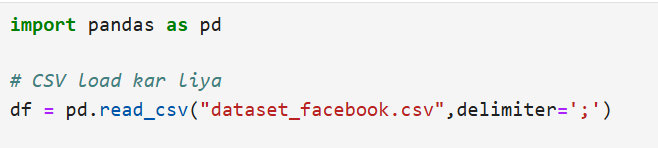 import pandas as pd
# CSV load kar liya
df = pd.read_csv("dataset_facebook.csv",delimiter=';')